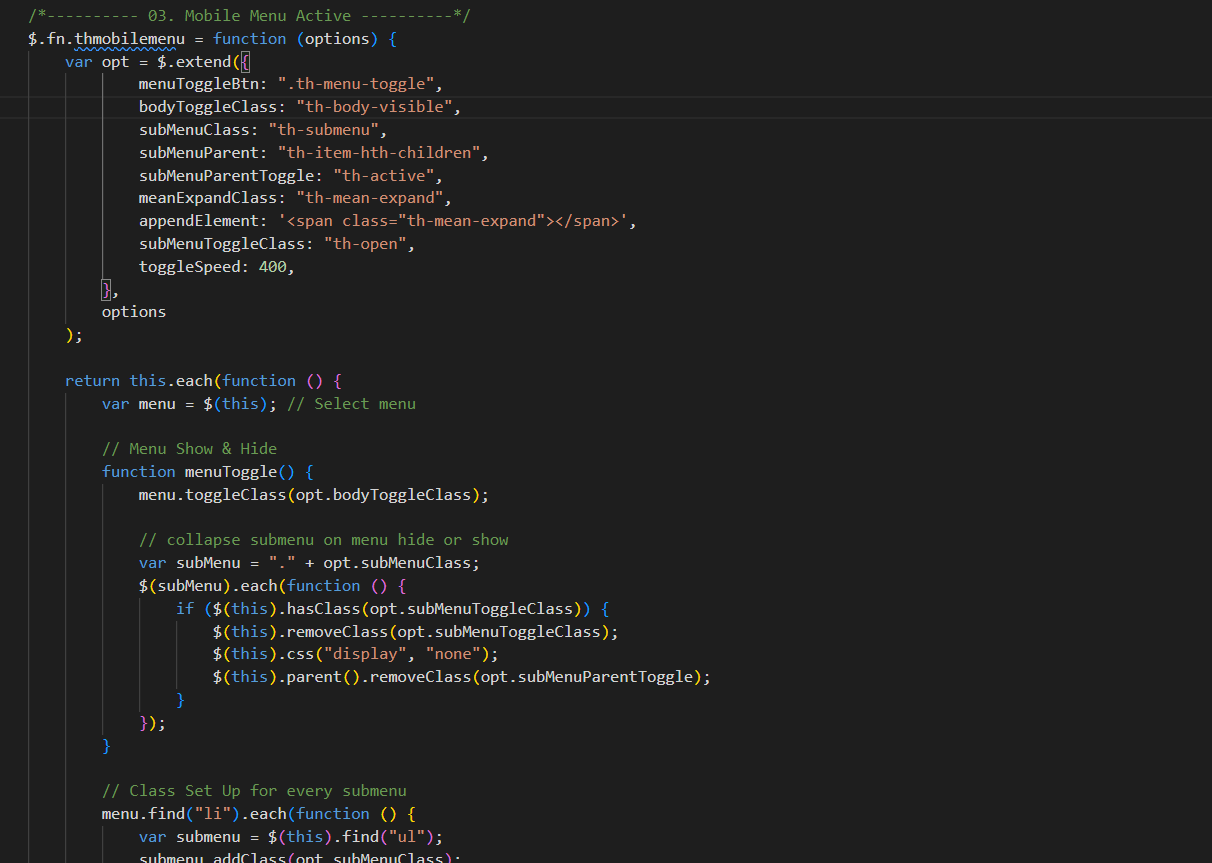 /*---------- 03. Mobile Menu Active ----------*/
$.fn.thmobilemenu = function (options) {
var opt = $.extend({
menuToggleBtn: ".th-menu-toggle",
bodyToggleClass: "th-body-visible",
subMenuClass: "th-submenu",
subMenuParent: "th-item-hth-children",
subMenuParentToggle: "th-active",
meanExpandClass: "th-mean-expand",
appendElement: '<span class="th-mean-expand"></span>',
subMenuToggleClass: "th-open",
toggleSpeed: 400,
},
options
);
return this.each(function () {
var menu = $(this); // Select menu
// Menu Show & Hide
function menuToggle() {
menu.toggleClass(opt.bodyToggleClass);
// collapse submenu on menu hide or show
var subMenu = "." + opt.subMenuClass;
$(subMenu).each(function () {
if ($(this).hasClass(opt.subMenuToggleClass)) {
$(this).removeClass(opt.subMenuToggleClass);
$(this).css("display", "none");
$(this).parent().removeClass(opt.subMenuParentToggle);
}
});
}
// Class Set Up for every submenu
menu.find("li").each(function () {
var submenu = $(this).find("ul");
submenu.addClass(opt.subMenuClass);